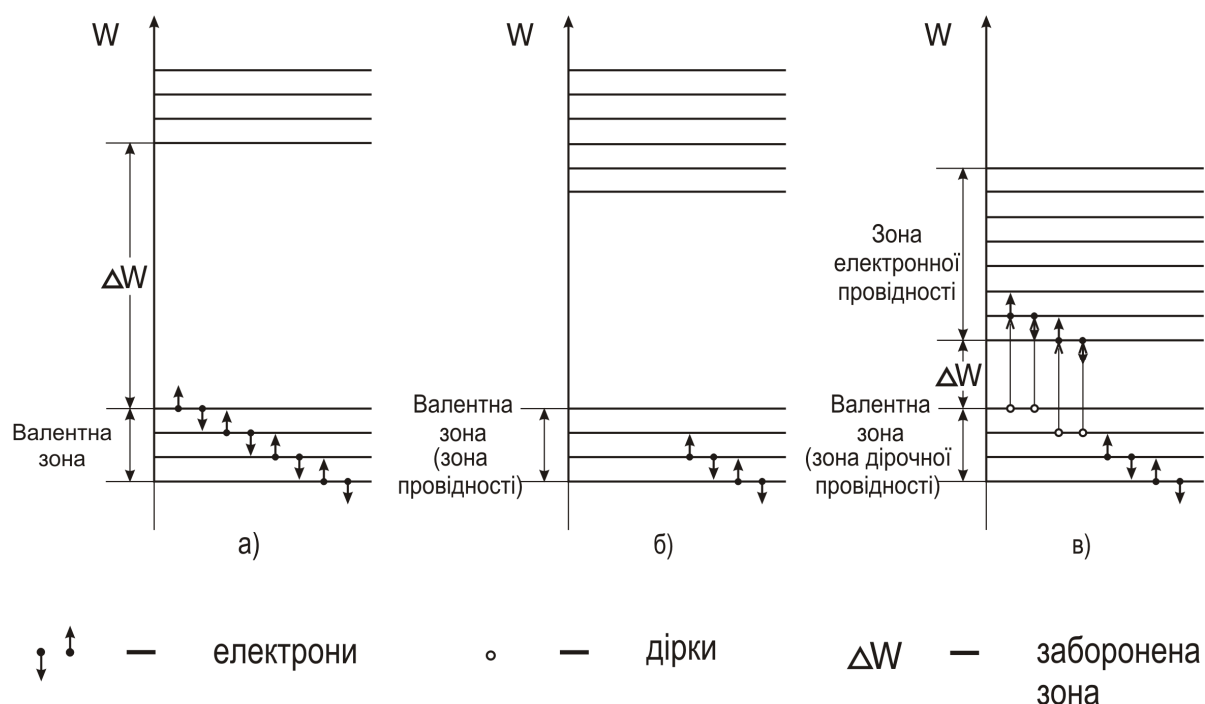 W
ΔW
Валентна
зона
а)
W
Валентна
зона
(зона
провідності)
б)
W
Зона
електронної
провідності
ΔW
Валентна
зона
(зона дірочної
провідності)
в)
— електрони
— дірки
ΔW — заборонена
зона